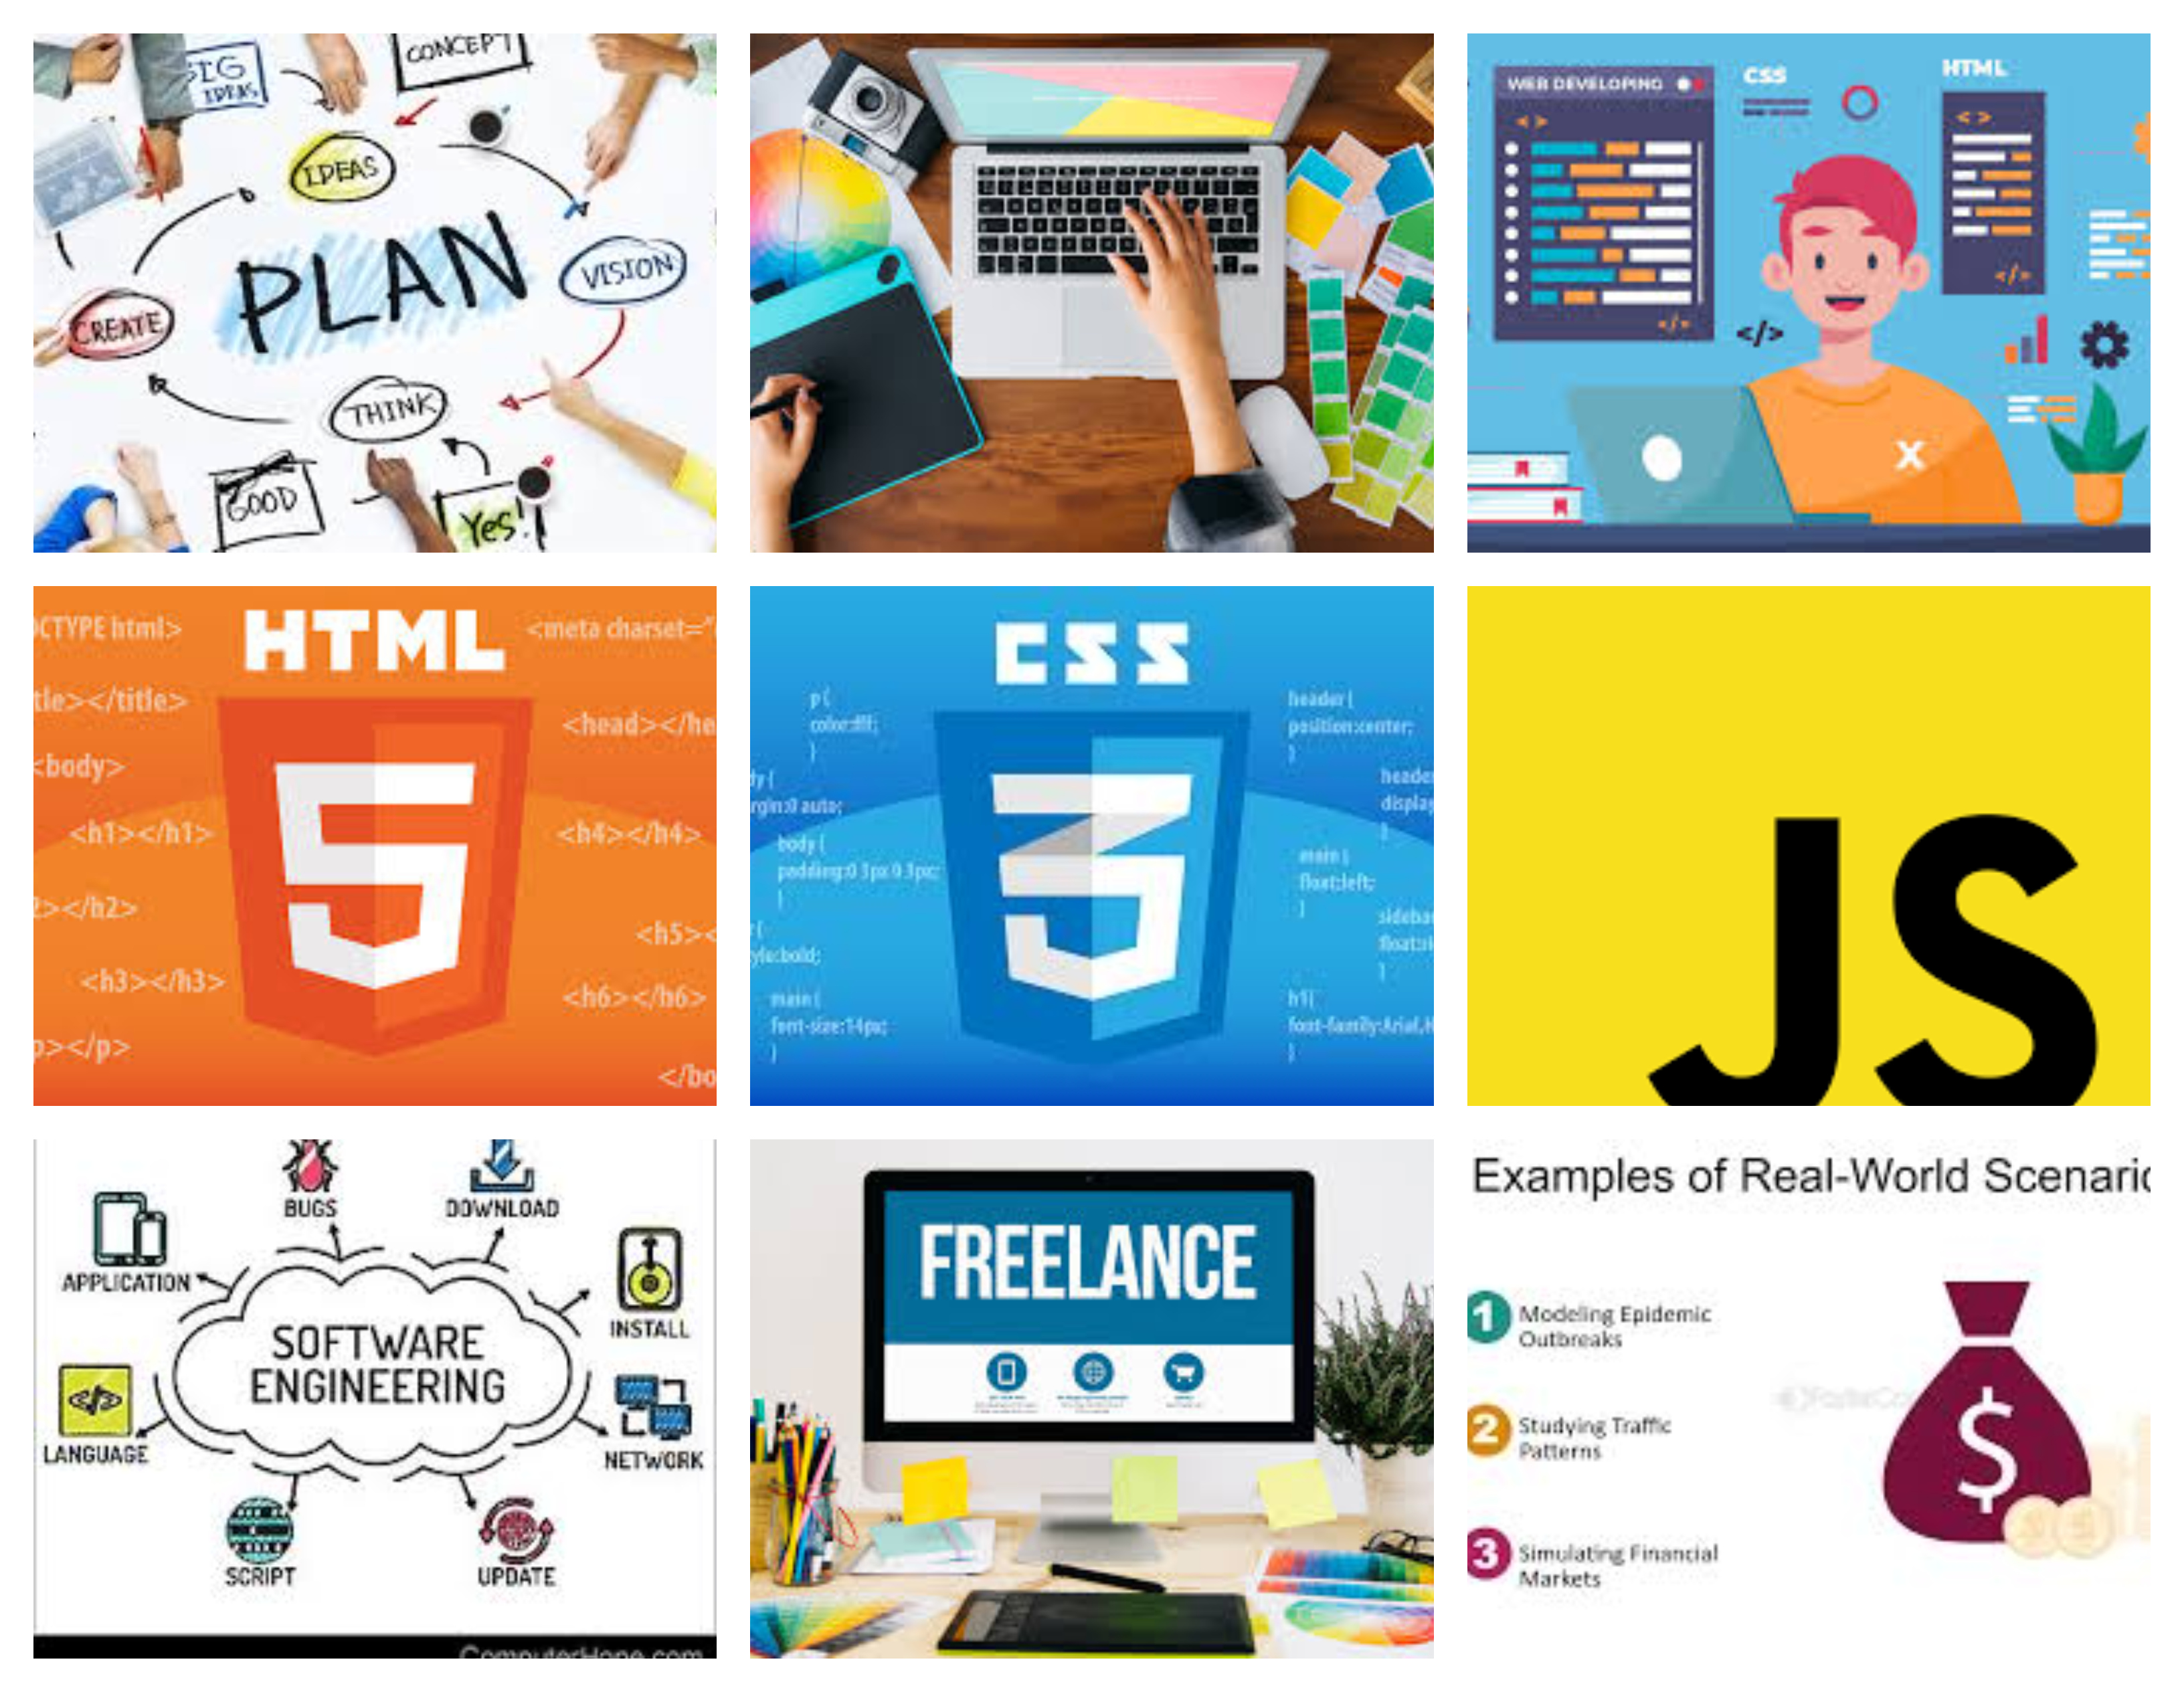 BIG
IDEAS
CONCEPT
IDEAS
PLAN
VISION
CREATE
THINK
GOOD
Yes!
WEB DEVELOPING
CSS
HTML
< >
< >
</>
</>
</>
X
HTML
CTYPE html>
<meta charset="
tle></title>
<head></he
<body>
<h1></h1>
<h4></h4>
></h2>
<h5><
<h3></h3>
<h6></h6>
></p>
</bo
CSS
p{
color:#fff;
}
header{
position:center;
}
dy{
rgin:0 auto;
header
display
}
body{
padding:0 3px 0 3px;
}
main{
float:left;
}
sideba
float:ri
}
{
yle:bold;
main{
font-size:14px;
}
h1{
font-family:Arial,H
}
JS
BUGS
DOWNLOAD
APPLICATION
INSTALL
SOFTWARE
ENGINEERING
LANGUAGE
NETWORK
SCRIPT
UPDATE
ComputerHope.com
FREELANCE
Examples of Real-World Scenaric
1 Modeling Epidemic
Outbreaks
2 Studying Traffic
Patterns
3 Simulating Financial
Markets
$